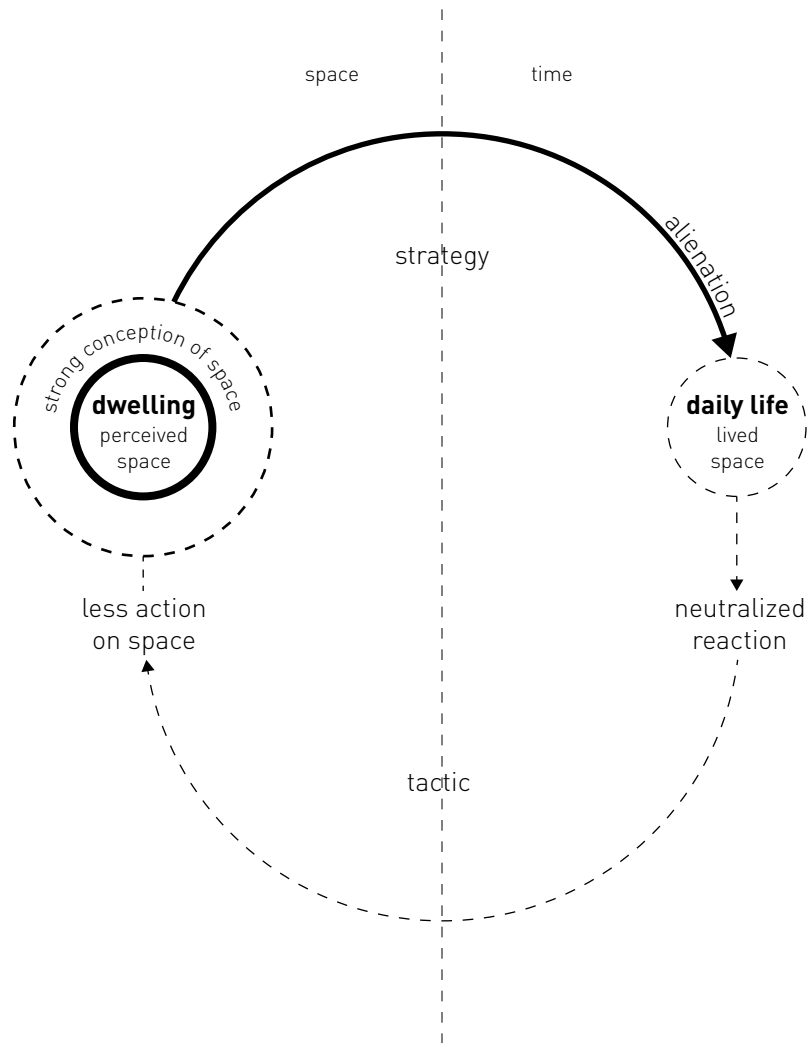 space
time
alienation
strategy
strong conception of space
dwelling
perceived
space
daily life
lived
space
less action
on space
neutralized
reaction
tactic